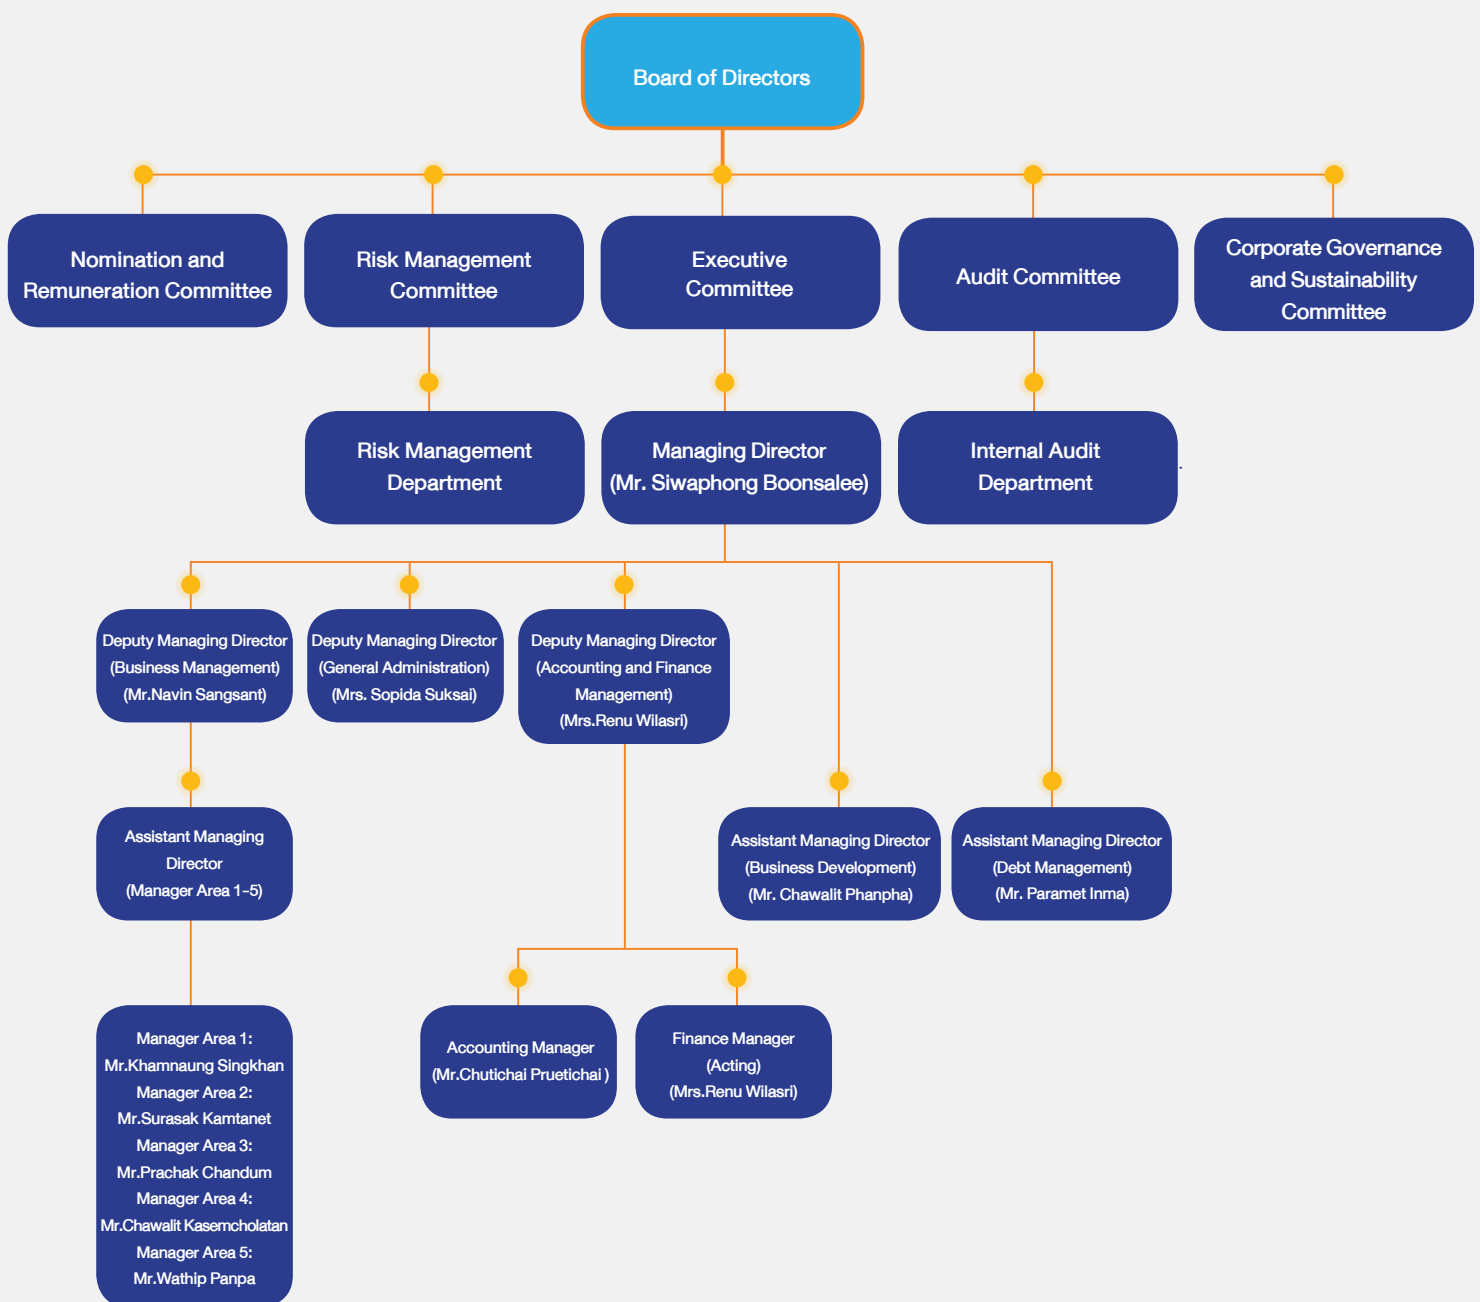 Board of Directors
Nomination and
Remuneration Committee
Risk Management
Committee
Executive
Committee
Audit Committee
Corporate Governance
and Sustainability
Committee
Risk Management
Department
Managing Director
(Mr. Siwaphong Boonsalee)
Internal Audit
Department
Deputy Managing Director
(Business Management)
(Mr.Navin Sangsant)
Deputy Managing Director
(General Administration)
(Mrs. Sopida Suksai)
Deputy Managing Director
(Accounting and Finance
Management)
(Mrs.Renu Wilasri)
Assistant Managing
Director
(Manager Area 1-5)
Assistant Managing Director
(Business Development)
(Mr. Chawalit Phanpha)
Assistant Managing Director
(Debt Management)
(Mr. Paramet Inma)
Manager Area 1:
Mr.Khamnaung Singkhan
Manager Area 2:
Mr.Surasak Kamtanet
Manager Area 3:
Mr.Prachak Chandum
Manager Area 4:
Mr.Chawalit Kasemcholatan
Manager Area 5:
Mr.Wathip Panpa
Accounting Manager
(Mr.Chutichai Pruetichai )
Finance Manager
(Acting)
(Mrs.Renu Wilasri)